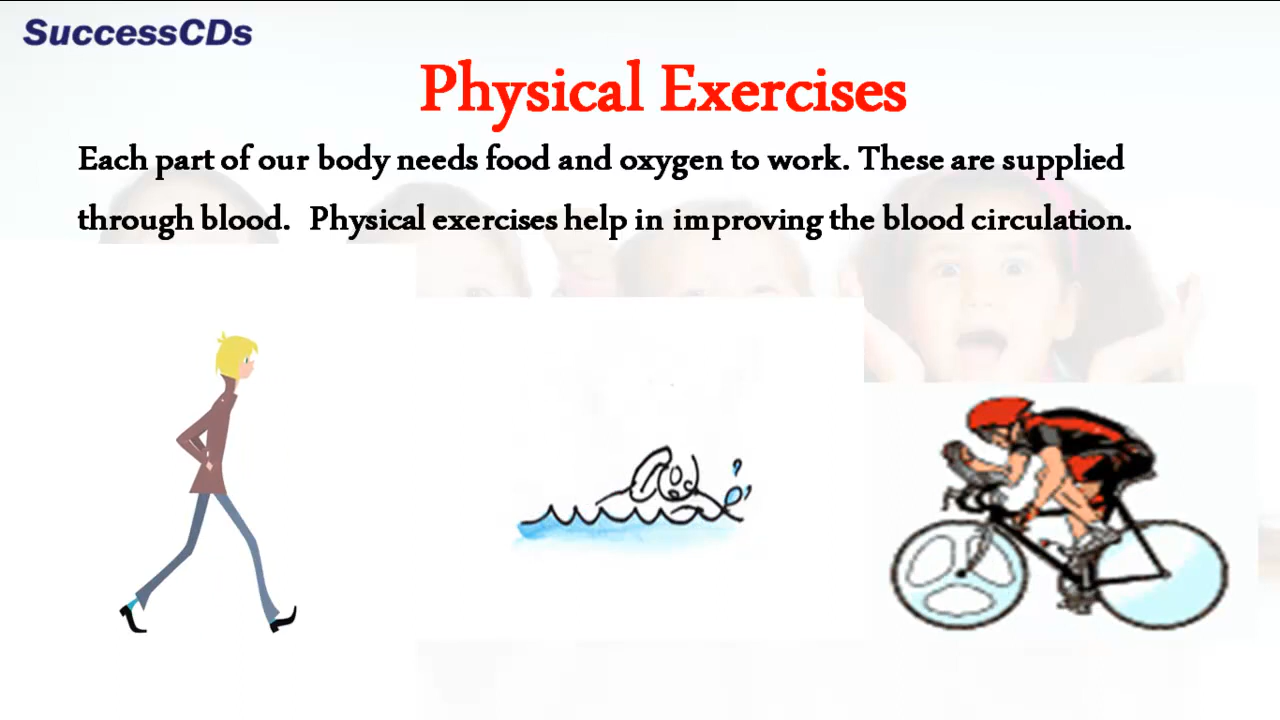 SuccessCDs
Physical Exercises
Each part of our body needs food and oxygen to work. These are supplied
through blood. Physical exercises help in improving the blood circulation.